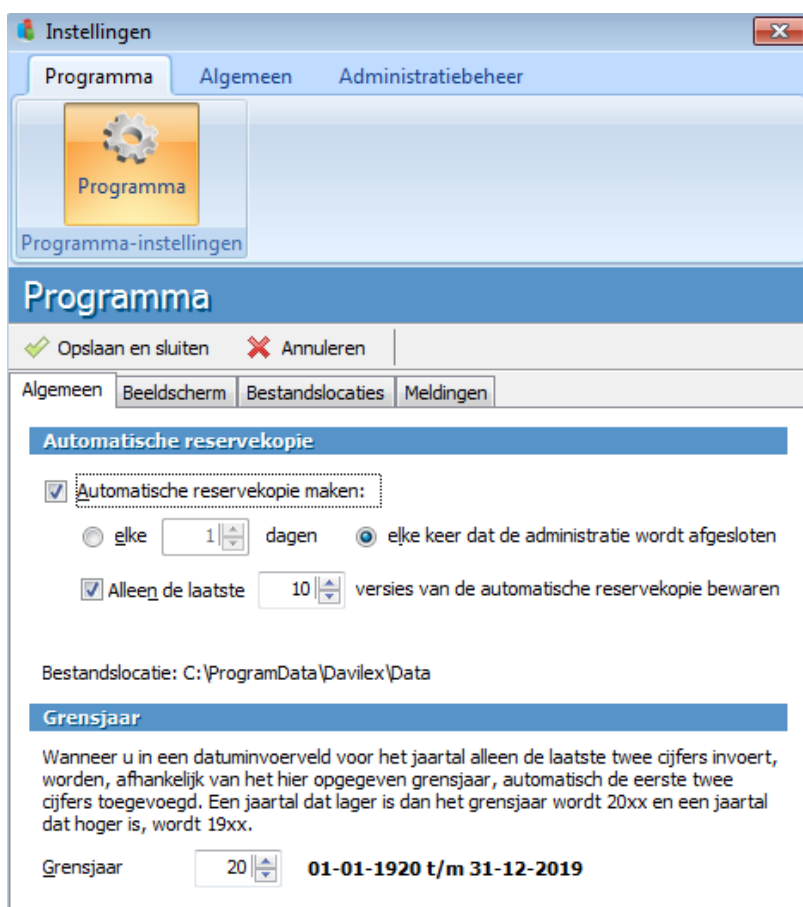 Instellingen
Programma Algemeen Administratiebeheer
Programma
Programma-instellingen
Programma
Opslaan en sluiten Annuleren
Algemeen Beeldscherm Bestandslocaties Meldingen
Automatische reservekopie
Automatische reservekopie maken:
elke 1 dagen elke keer dat de administratie wordt afgesloten
Alleen de laatste 10 versies van de automatische reservekopie bewaren
Bestandslocatie: C:\ProgramData\Davilex\Data
Grensjaar
Wanneer u in een datuminvoerveld voor het jaartal alleen de laatste twee cijfers invoert,
worden, afhankelijk van het hier opgegeven grensjaar, automatisch de eerste twee
cijfers toegevoegd. Een jaartal dat lager is dan het grensjaar wordt 20xx en een jaartal
dat hoger is, wordt 19xx.
Grensjaar 20 01-01-1920 t/m 31-12-2019